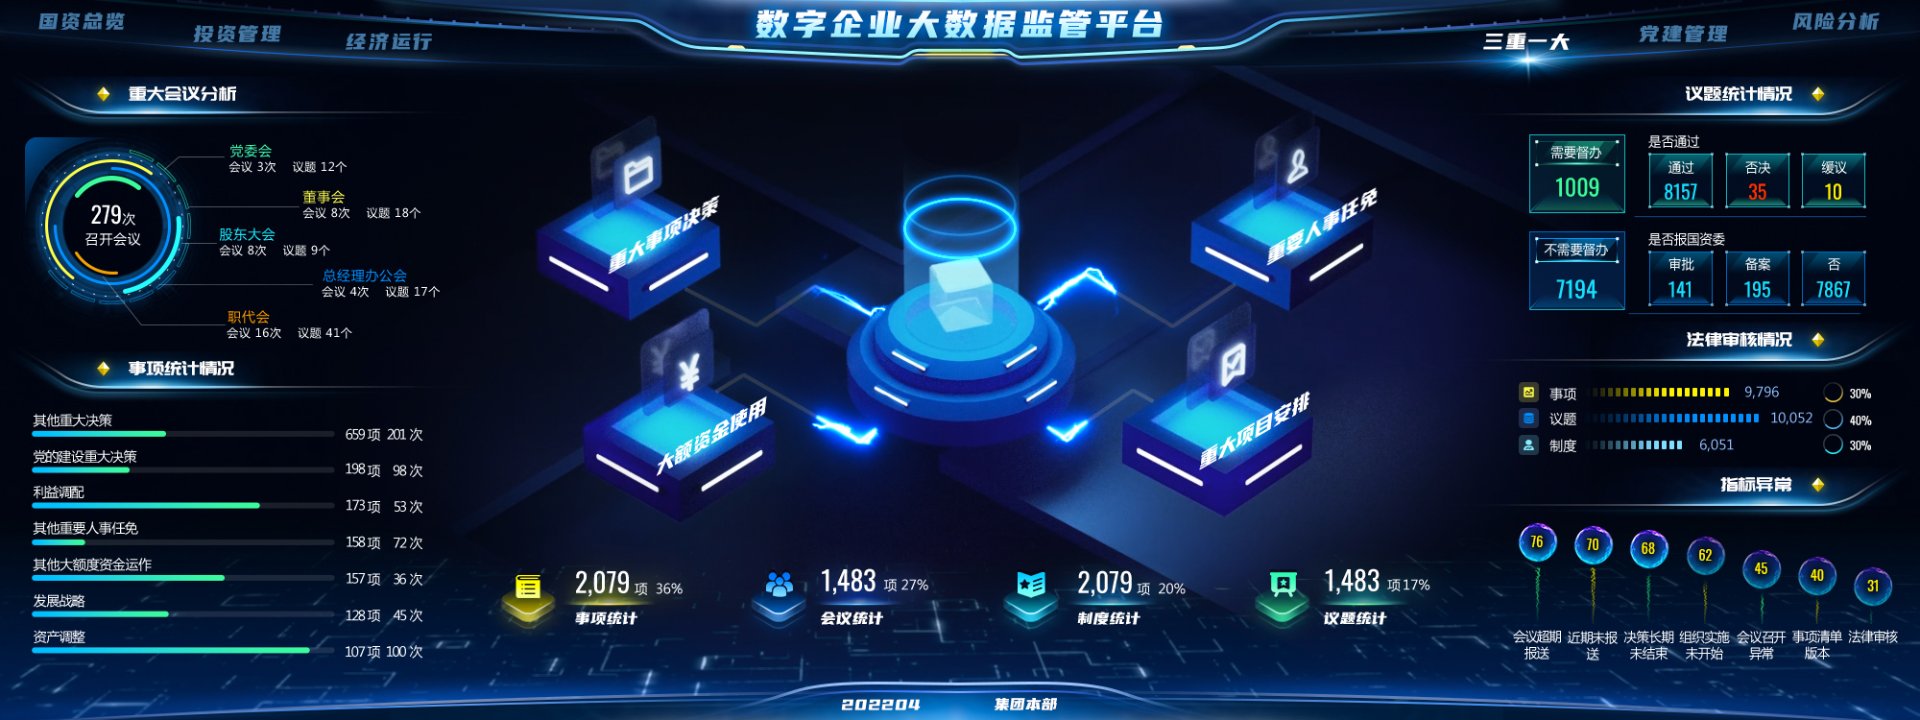 国资总览
投资管理
经济运行
数字企业大数据监管平台
三重一大
党建管理
风险分析
重大会议分析
279次
召开会议
党委会
会议 3次 议题 12个
董事会
会议 8次 议题 18个
股东大会
会议 8次 议题 9个
总经理办公会
会议 4次 议题 17个
职代会
会议 16次 议题 41个
事项统计情况
其他重大决策
659项 201次
党的建设重大决策
198项 98次
利益调配
173项 53次
其他重要人事任免
158项 72次
其他大额度资金运作
157项 36次
发展战略
128项 45次
资产调整
107项 100次
重大事项决策
重要人事任免
¥
大额资金使用
重大项目安排
2,079 项 36%
事项统计
1,483 项 27%
会议统计
2,079 项 20%
制度统计
1,483 项 17%
议题统计
议题统计情况
需要督办
1009
是否通过
通过 否决 缓议
8157 35 10
不需要督办
7194
是否报国资委
审批 备案 否
141 195 7867
法律审核情况
事项 9,796 30%
议题 10,052 40%
制度 6,051 30%
指标异常
76 70 68 62 45 40 31
会议超期 近期未报 决策长期 组织实施 会议召开 事项清单 法律审核
报送 送 未结束 未开始 异常 版本
202204 集团本部